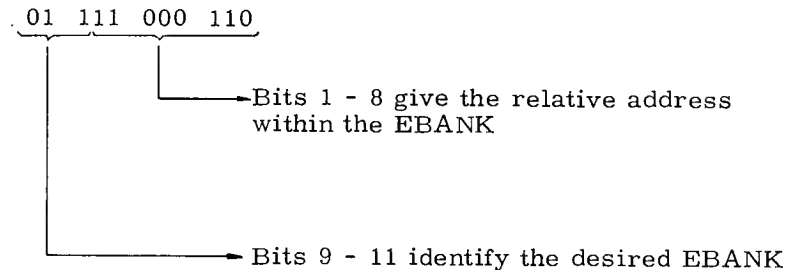 . 01 111 000 110
Bits 1 - 8 give the relative address
within the EBANK
Bits 9 - 11 identify the desired EBANK